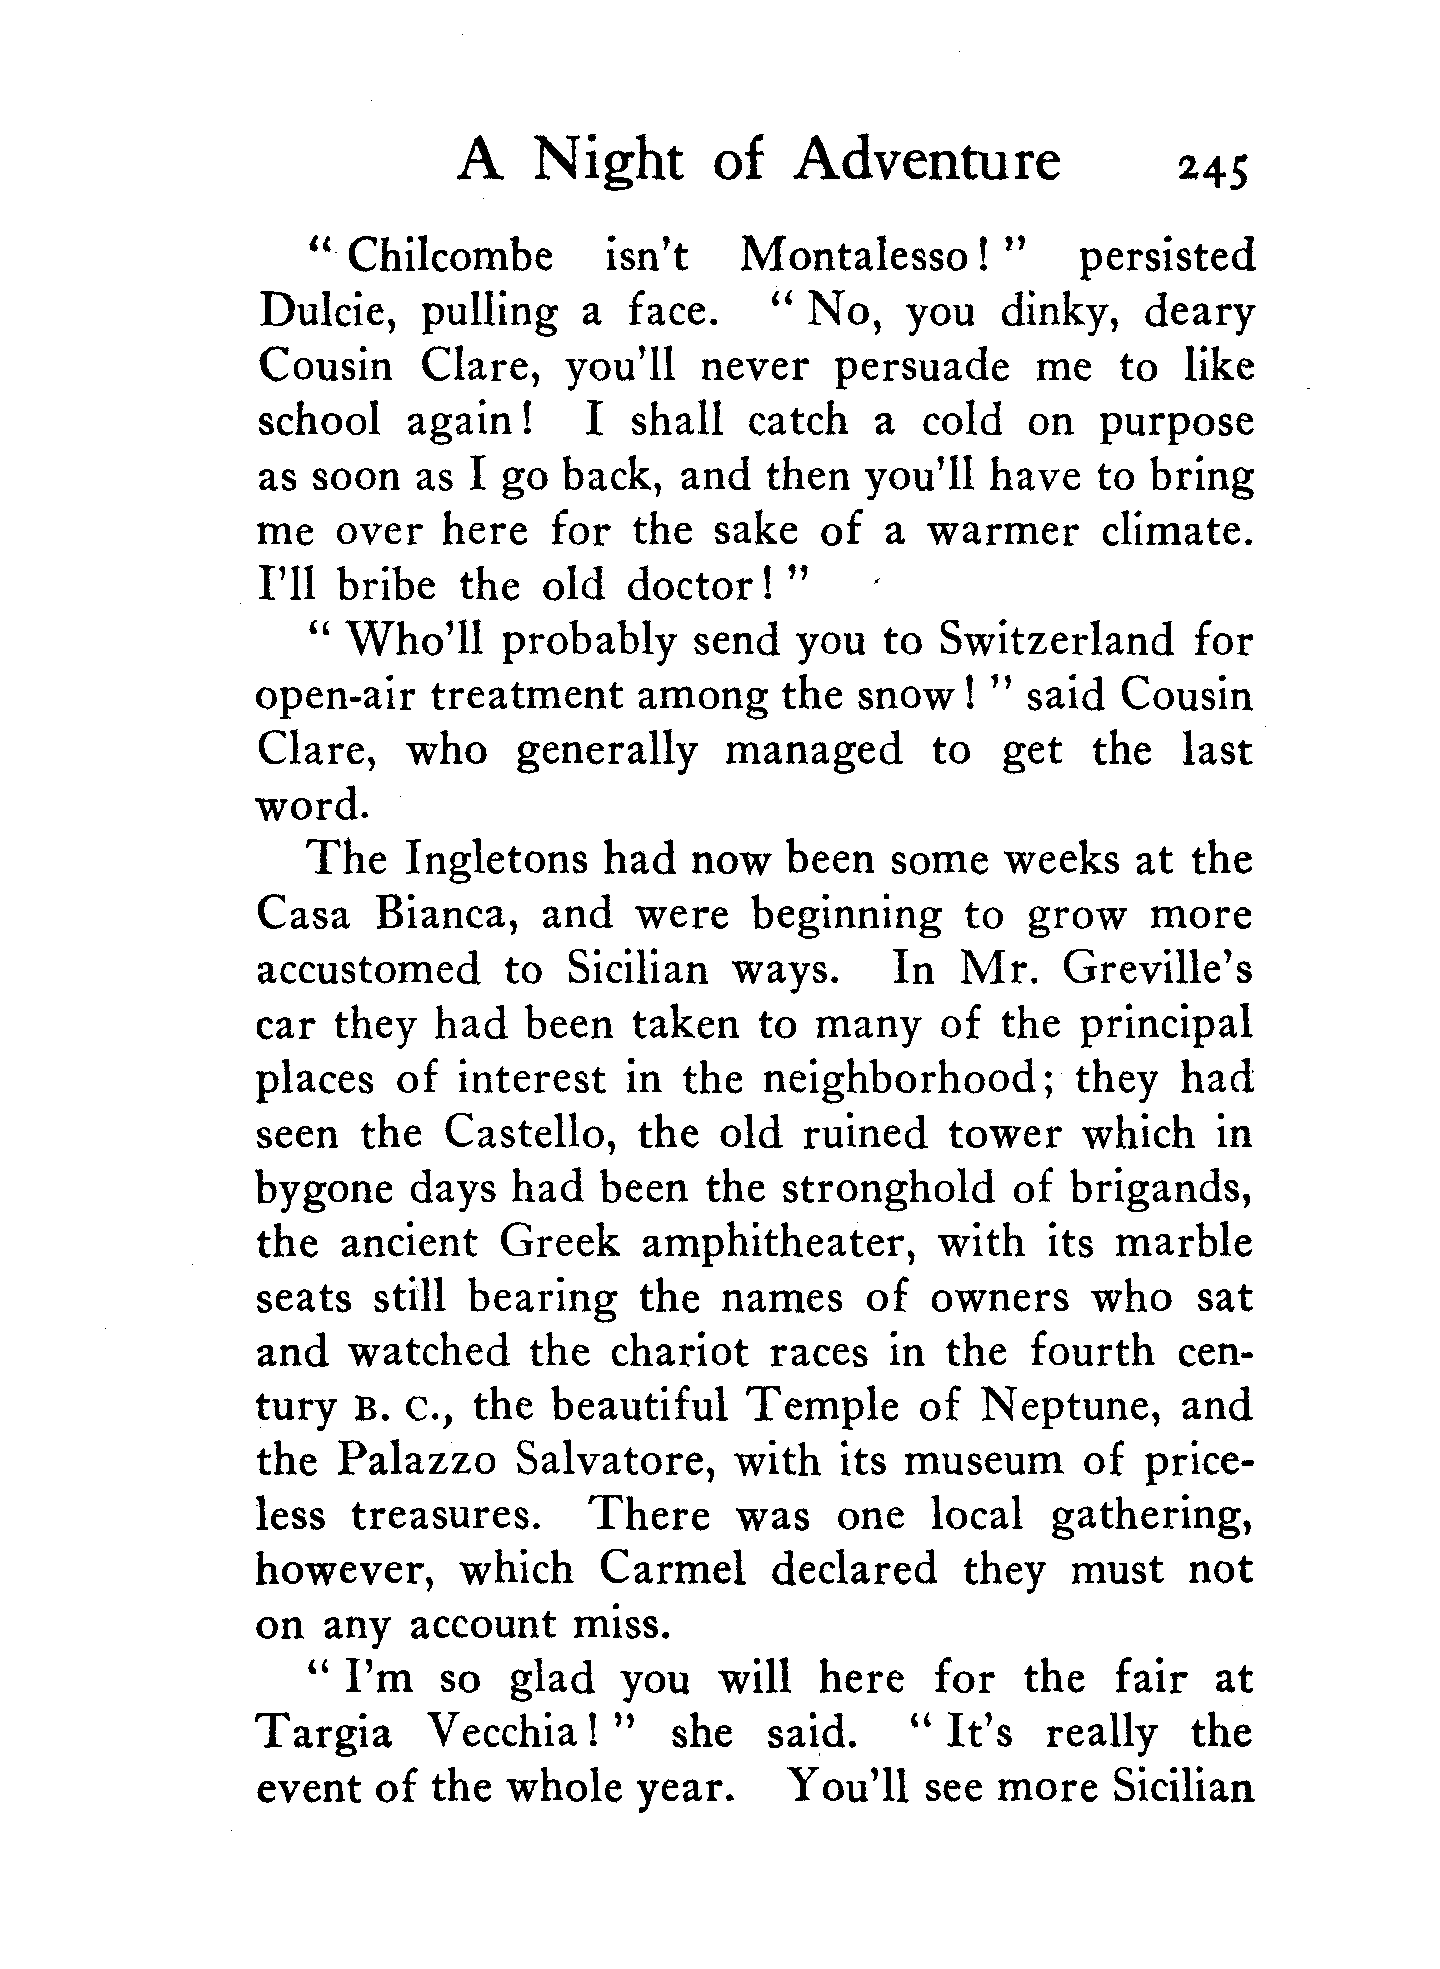 A Night of Adventure 245
" Chilcombe isn't Montalesso ! " persisted
Dulcie, pulling a face. " No, you dinky, deary
Cousin Clare, you'll never persuade me to like
school again ! I shall catch a cold on purpose
as soon as I go back, and then you'll have to bring
me over here for the sake of a warmer climate.
I'll bribe the old doctor ! "
" Who'll probably send you to Switzerland for
open-air treatment among the snow ! " said Cousin
Clare, who generally managed to get the last
word.
The Ingletons had now been some weeks at the
Casa Bianca, and were beginning to grow more
accustomed to Sicilian ways. In Mr. Greville's
car they had been taken to many of the principal
places of interest in the neighborhood; they had
seen the Castello, the old ruined tower which in
bygone days had been the stronghold of brigands,
the ancient Greek amphitheater, with its marble
seats still bearing the names of owners who sat
and watched the chariot races in the fourth cen-
tury B. C., the beautiful Temple of Neptune, and
the Palazzo Salvatore, with its museum of price-
less treasures. There was one local gathering,
however, which Carmel declared they must not
on any account miss.
" I'm so glad you will here for the fair at
Targia Vecchia ! " she said. " It's really the
event of the whole year. You'll see more Sicilian